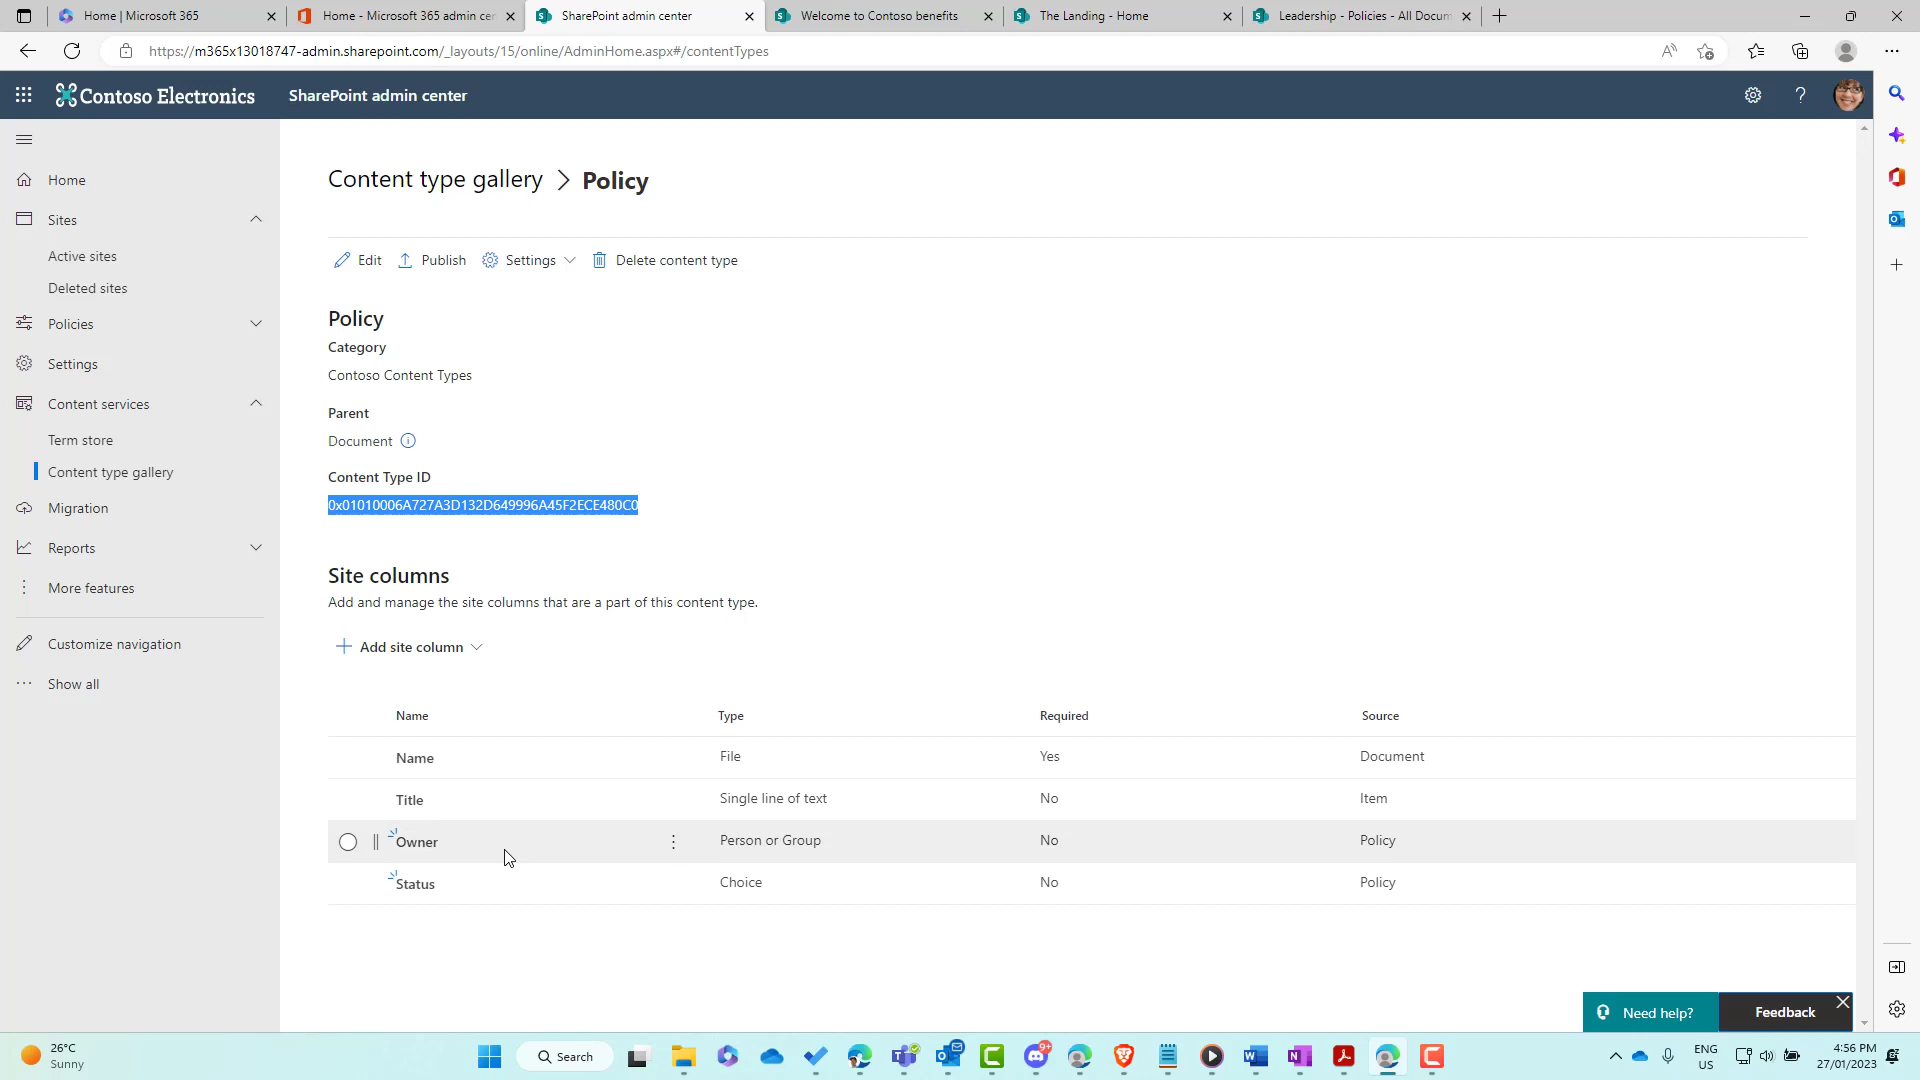 Home | Microsoft 365
Home - Microsoft 365 admin cen
SharePoint admin center
Welcome to Contoso benefits
The Landing - Home
Leadership - Policies - All Docum
https://m365x13018747-admin.sharepoint.com/_layouts/15/online/AdminHome.aspx#/contentTypes
Contoso Electronics
SharePoint admin center
Home
Sites
Active sites
Deleted sites
Policies
Settings
Content services
Term store
Content type gallery
Migration
Reports
More features
Customize navigation
Show all
Content type gallery > Policy
Edit
Publish
Settings
Delete content type
Policy
Category
Contoso Content Types
Parent
Document
Content Type ID
0x01010006A727A3D132D649996A45F2ECE480C0
Site columns
Add and manage the site columns that are a part of this content type.
Add site column
Name Type Required Source
Name File Yes Document
Title Single line of text No Item
Owner Person or Group No Policy
Status Choice No Policy
Need help?
Feedback
26°C
Sunny
Search
9+
ENG
US
4:56 PM
27/01/2023